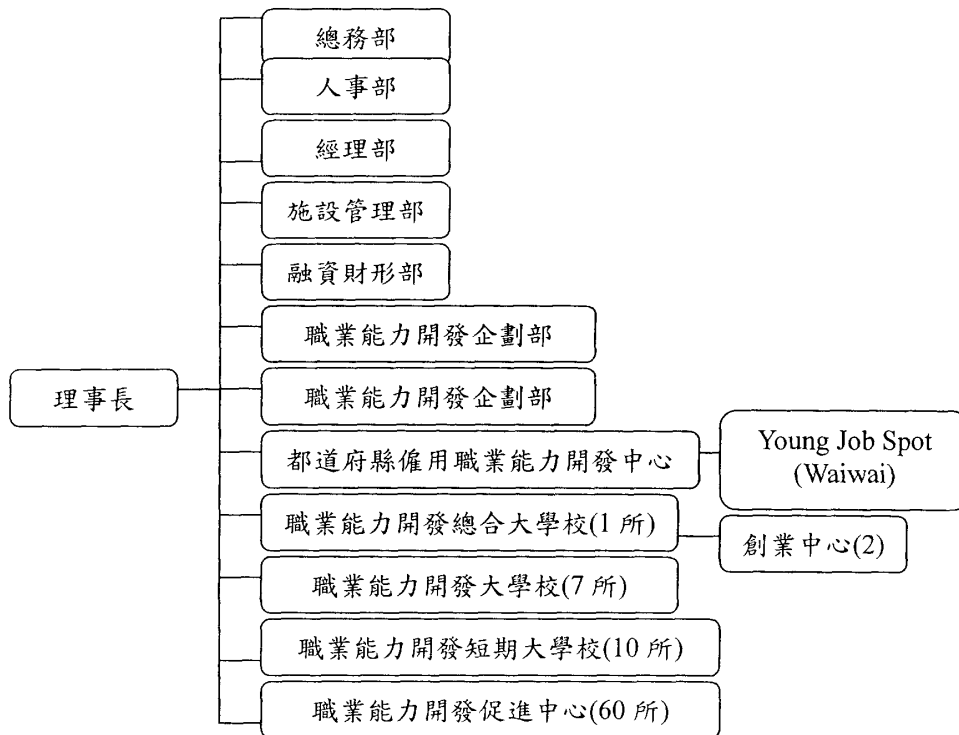 總務部
人事部
經理部
施設管理部
融資財形部
職業能力開發企劃部
理事長
職業能力開發企劃部
都道府縣僱用職業能力開發中心
Young Job Spot
(Waiwai)
職業能力開發總合大學校(1 所)
創業中心(2)
職業能力開發大學校(7 所)
職業能力開發短期大學校(10 所)
職業能力開發促進中心(60 所)